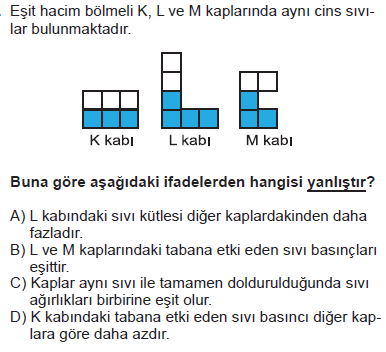 Eşit hacim bölmeli K, L ve M kaplarında aynı cins sıvı-
lar bulunmaktadır.
K kabı L kabı M kabı
Buna göre aşağıdaki ifadelerden hangisi yanlıştır?
A) L kabındaki sıvı kütlesi diğer kaplardakinden daha
fazladır.
B) L ve M kaplarındaki tabana etki eden sıvı basınçları
eşittir.
C) Kaplar aynı sıvı ile tamamen doldurulduğunda sıvı
ağırlıkları birbirine eşit olur.
D) K kabındaki tabana etki eden sıvı basıncı diğer kap-
lara göre daha azdır.